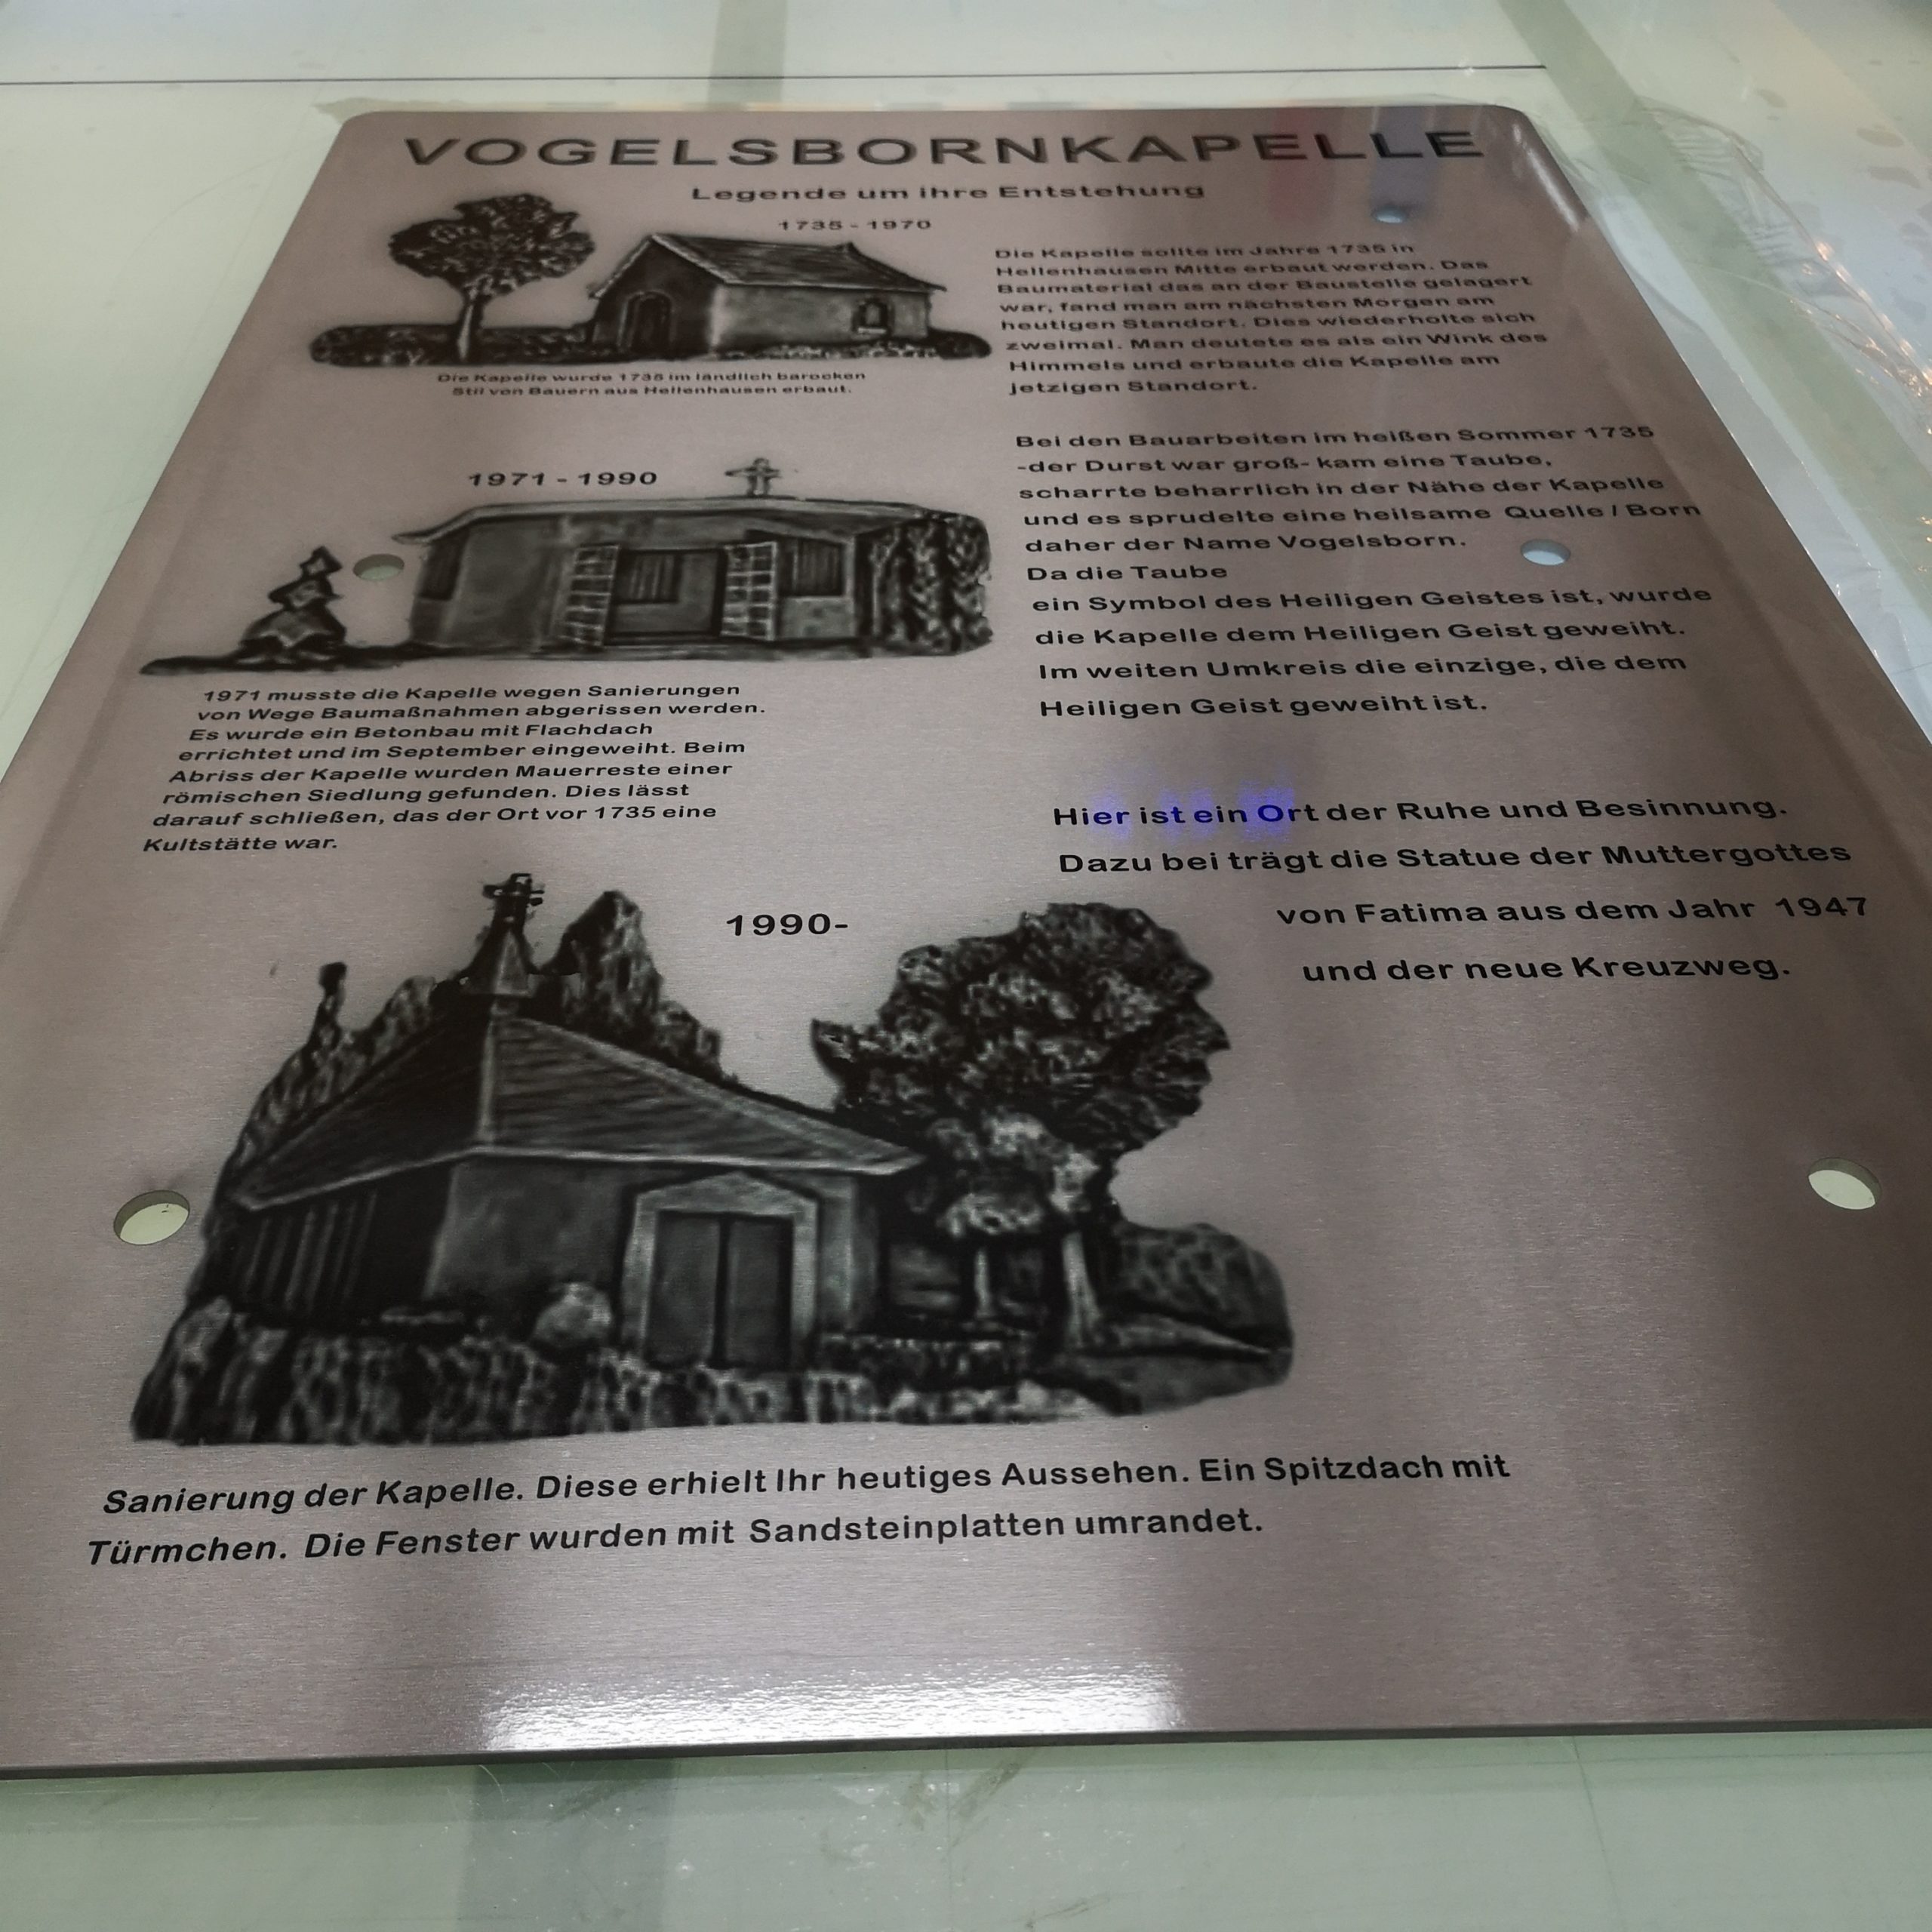 VOGELSBORNKAPELLE
Legende um ihre Entstehung
1735 - 1970
Die Kapelle wurde 1735 im ländlich barocken
Stil von Bauern aus Hellenhausen erbaut.
Die Kapelle sollte im Jahre 1735 in
Hellenhausen Mitte erbaut werden. Das
Baumaterial das an der Baustelle gelagert
war, fand man am nächsten Morgen am
heutigen Standort. Dies wiederholte sich
zweimal. Man deutete es als ein Wink des
Himmels und erbaute die Kapelle am
jetzigen Standort.
Bei den Bauarbeiten im heißen Sommer 1735
-der Durst war groß- kam eine Taube,
scharrte beharrlich in der Nähe der Kapelle
und es sprudelte eine heilsame Quelle / Born
daher der Name Vogelsborn.
Da die Taube
ein Symbol des Heiligen Geistes ist, wurde
die Kapelle dem Heiligen Geist geweiht.
Im weiten Umkreis die einzige, die dem
Heiligen Geist geweiht ist.
1971 - 1990
1971 musste die Kapelle wegen Sanierungen
von Wege Baumaßnahmen abgerissen werden.
Es wurde ein Betonbau mit Flachdach
errichtet und im September eingeweiht. Beim
Abriss der Kapelle wurden Mauerreste einer
römischen Siedlung gefunden. Dies lässt
darauf schließen, das der Ort vor 1735 eine
Kultstätte war.
Hier ist ein Ort der Ruhe und Besinnung.
Dazu bei trägt die Statue der Muttergottes
von Fatima aus dem Jahr 1947
und der neue Kreuzweg.
1990-
Sanierung der Kapelle. Diese erhielt Ihr heutiges Aussehen. Ein Spitzdach mit
Türmchen. Die Fenster wurden mit Sandsteinplatten umrandet.